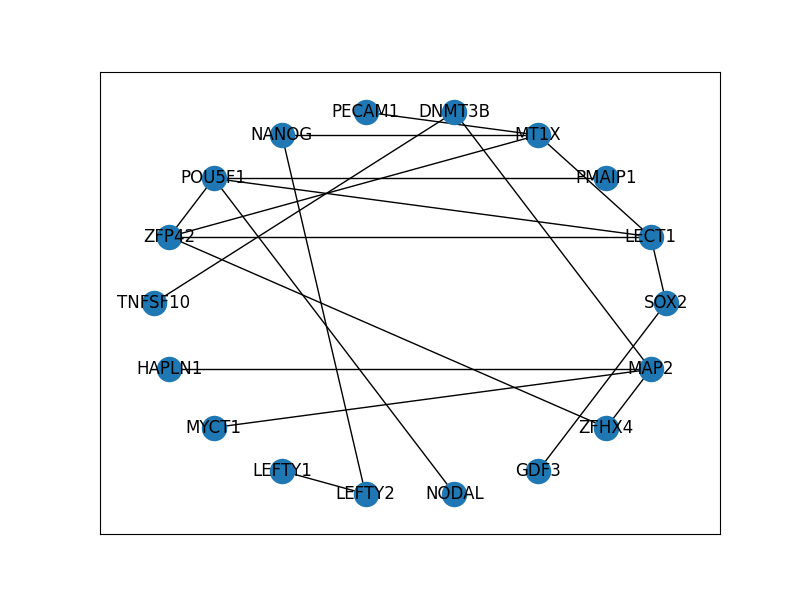 PECAM1 DNMT3B
NANOG MT1X
POU5F1 PMAIP1
ZFP42 LECT1
TNFSF10 SOX2
HAPLN1 MAP2
MYCT1 ZFHX4
LEFTY1 GDF3
LEFTY2 NODAL